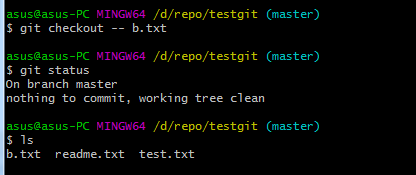 asus@asus-PC MINGW64 /d/repo/testgit (master)
$ git checkout -- b.txt
asus@asus-PC MINGW64 /d/repo/testgit (master)
$ git status
On branch master
nothing to commit, working tree clean
asus@asus-PC MINGW64 /d/repo/testgit (master)
$ ls
b.txt  readme.txt  test.txt